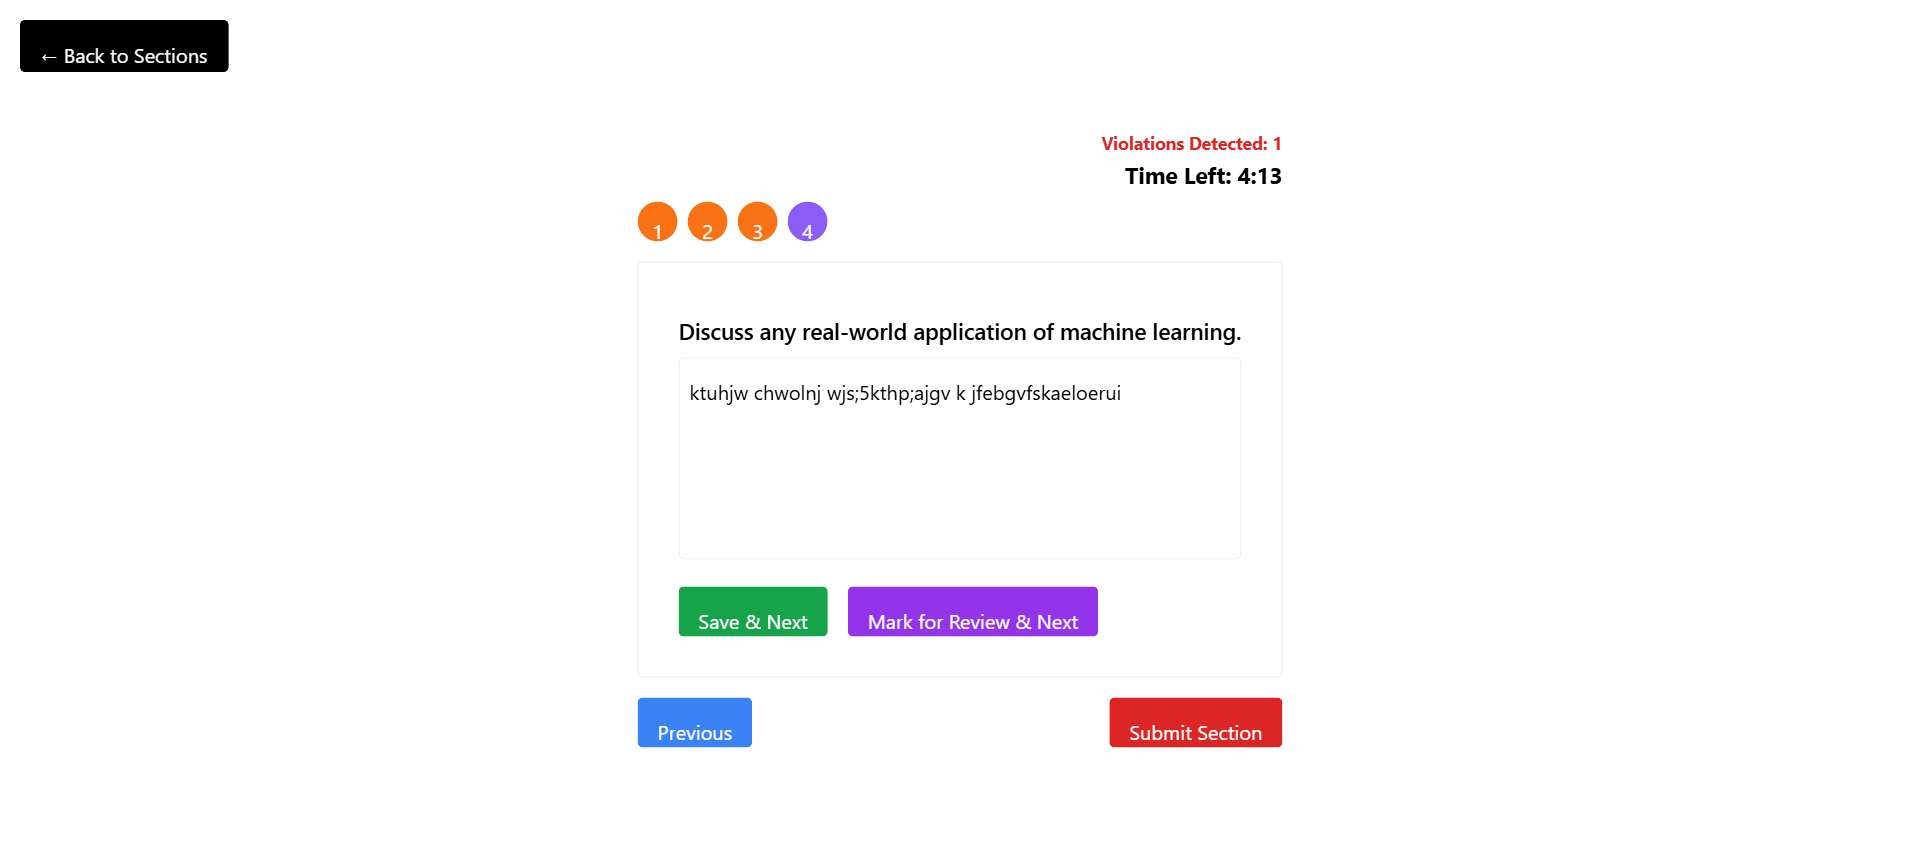 ← Back to Sections
Violations Detected: 1
Time Left: 4:13
1 2 3 4
Discuss any real-world application of machine learning.
ktuhjw chwolnj wjs;5kthp;ajgv k jfebgvfskaeloerui
Save & Next Mark for Review & Next
Previous Submit Section